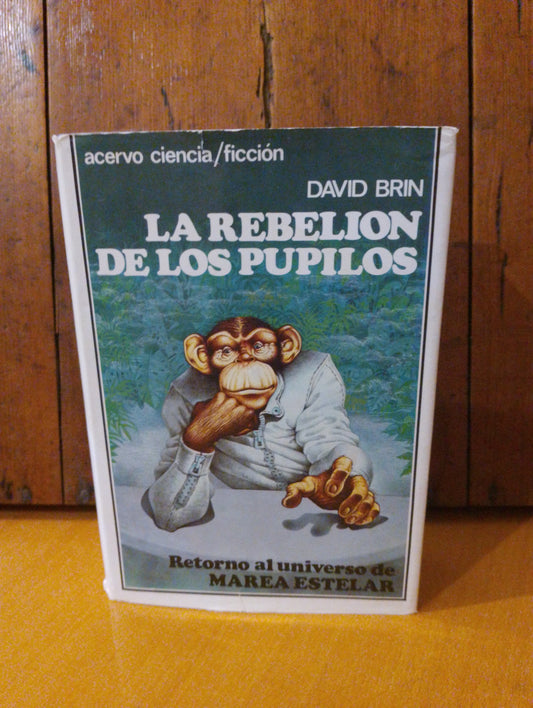 acervo ciencia/ficción
DAVID BRIN
LA REBELION
DE LOS PUPILOS
Retorno al universo de
MAREA ESTELAR